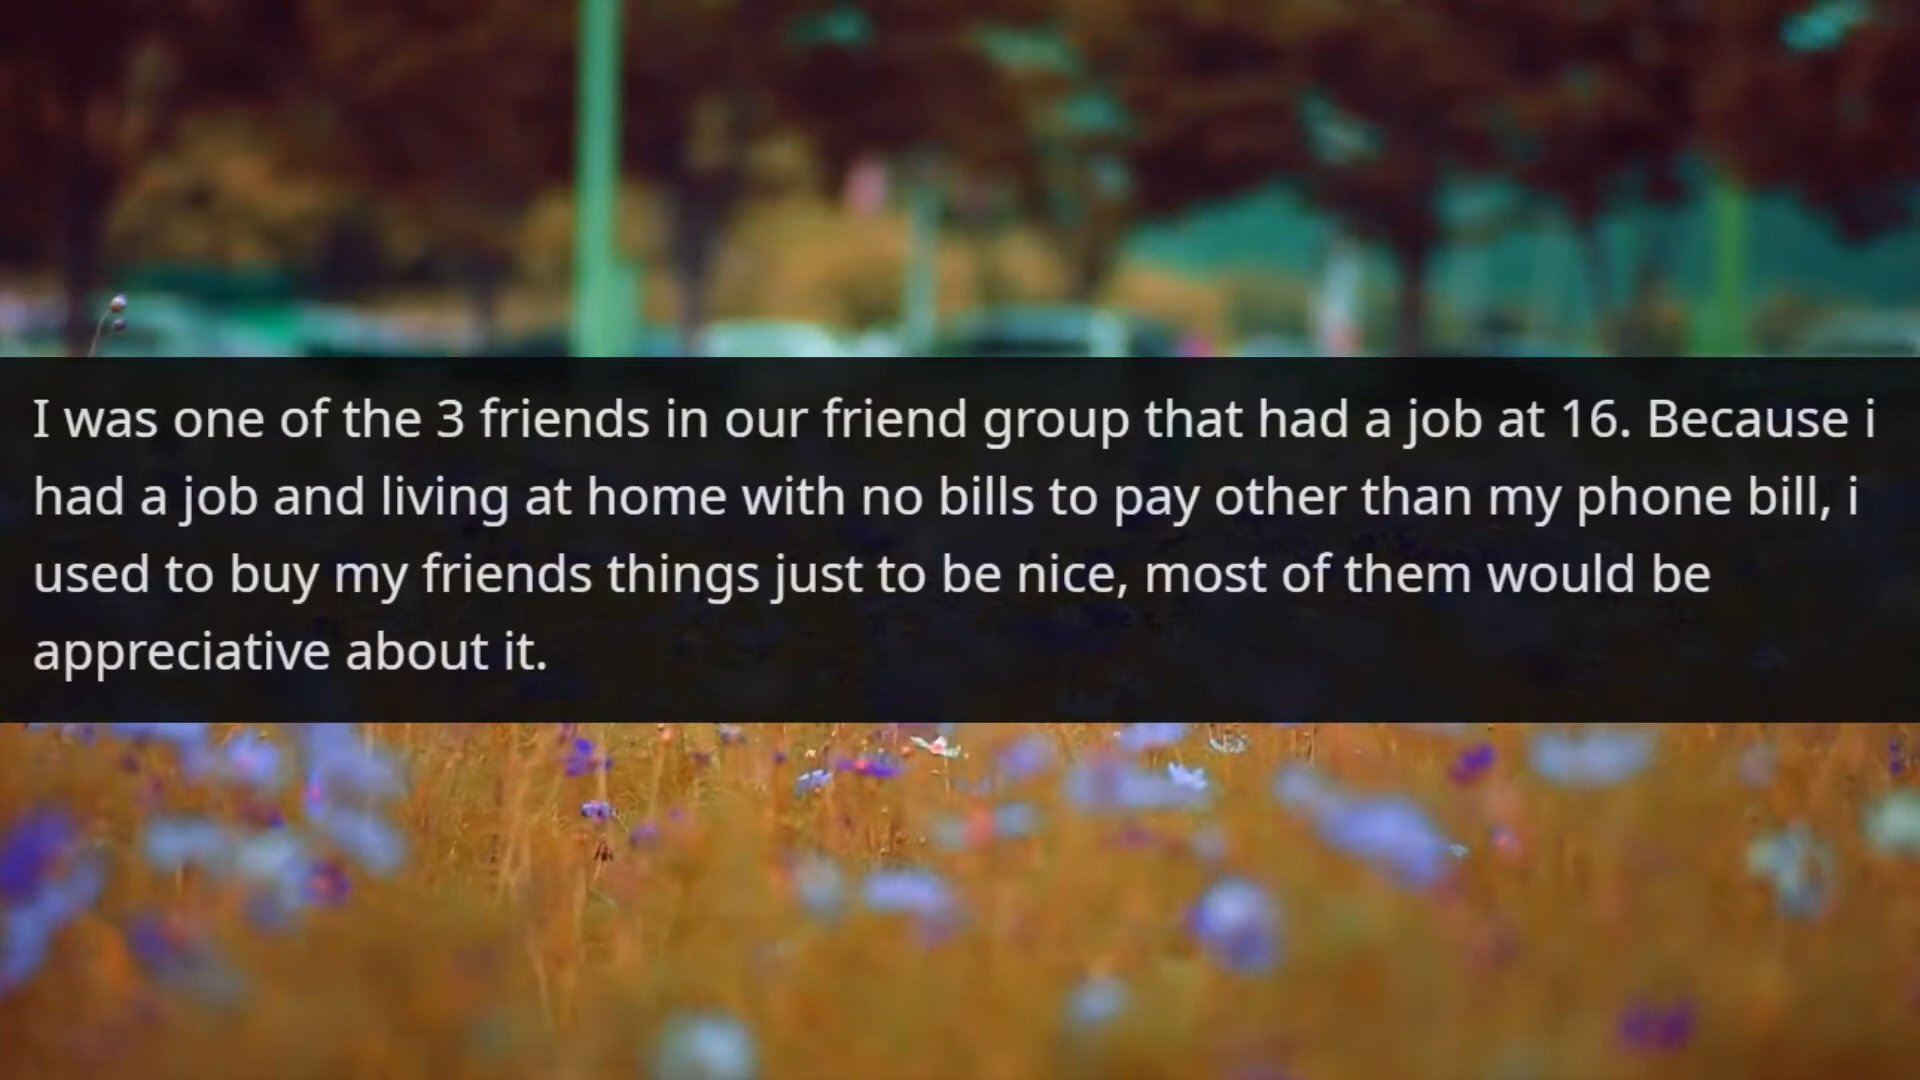 I was one of the 3 friends in our friend group that had a job at 16. Because i
had a job and living at home with no bills to pay other than my phone bill, i
used to buy my friends things just to be nice, most of them would be
appreciative about it.